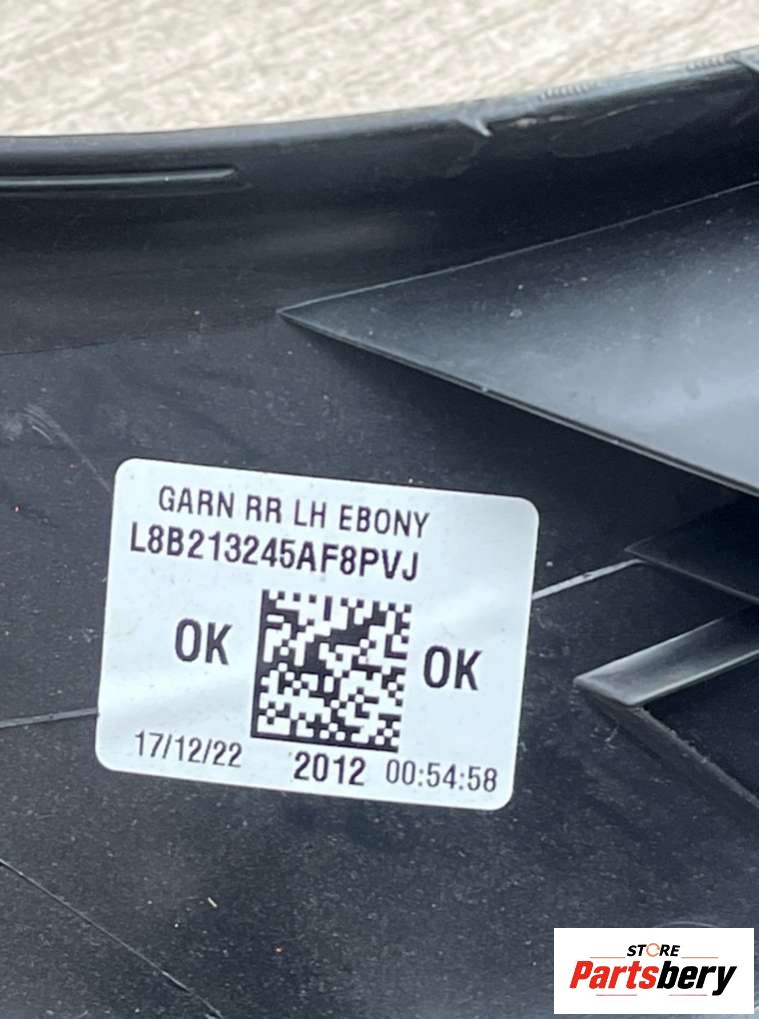 GARN RR LH EBONY
L8B213245AF8PVJ
OK
OK
17/12/22 2012 00:54:58
STORE
Partsbery